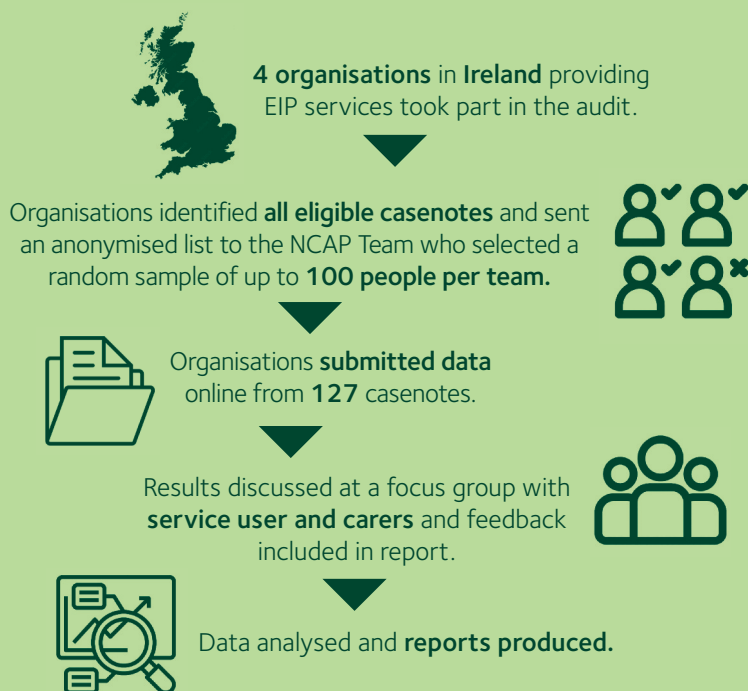 4 organisations in Ireland providing
EIP services took part in the audit.
Organisations identified all eligible casenotes and sent
an anonymised list to the NCAP Team who selected a
random sample of up to 100 people per team.
Organisations submitted data
online from 127 casenotes.
Results discussed at a focus group with
service user and carers and feedback
included in report.
Data analysed and reports produced.